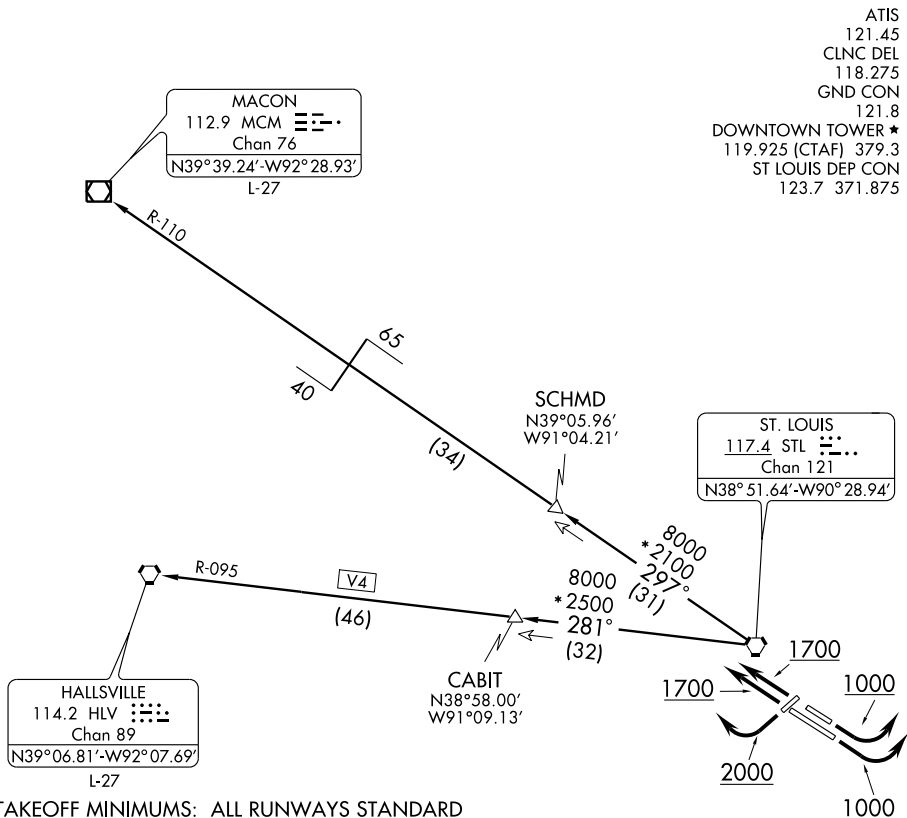 ATIS
121.45
CLNC DEL
118.275
GND CON
121.8
DOWNTOWN TOWER ★
119.925 (CTAF) 379.3
ST LOUIS DEP CON
123.7 371.875
MACON
112.9 MCM
Chan 76
N39°39.24'-W92°28.93'
L-27
R-110
65
40
(34)
SCHMD
N39°05.96'
W91°04.21'
ST. LOUIS
117.4 STL
Chan 121
N38°51.64'-W90°28.94'
8000
*2100
297°
(31)
R-095
V4
(46)
8000
*2500
281°
(32)
CABIT
N38°58.00'
W91°09.13'
HALLSVILLE
114.2 HLV
Chan 89
N39°06.81'-W92°07.69'
L-27
1700
1700
1000
2000
1000
TAKEOFF MINIMUMS: ALL RUNWAYS STANDARD